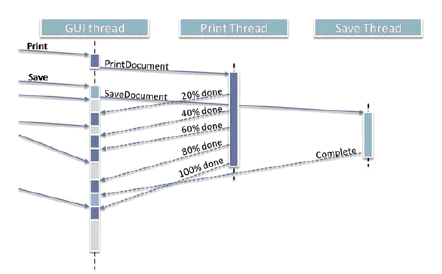 GUI thread
Print Thread
Save Thread
Print
PrintDocument
Save
SaveDocument
20% done
40% done
60% done
80% done
100% done
Complete